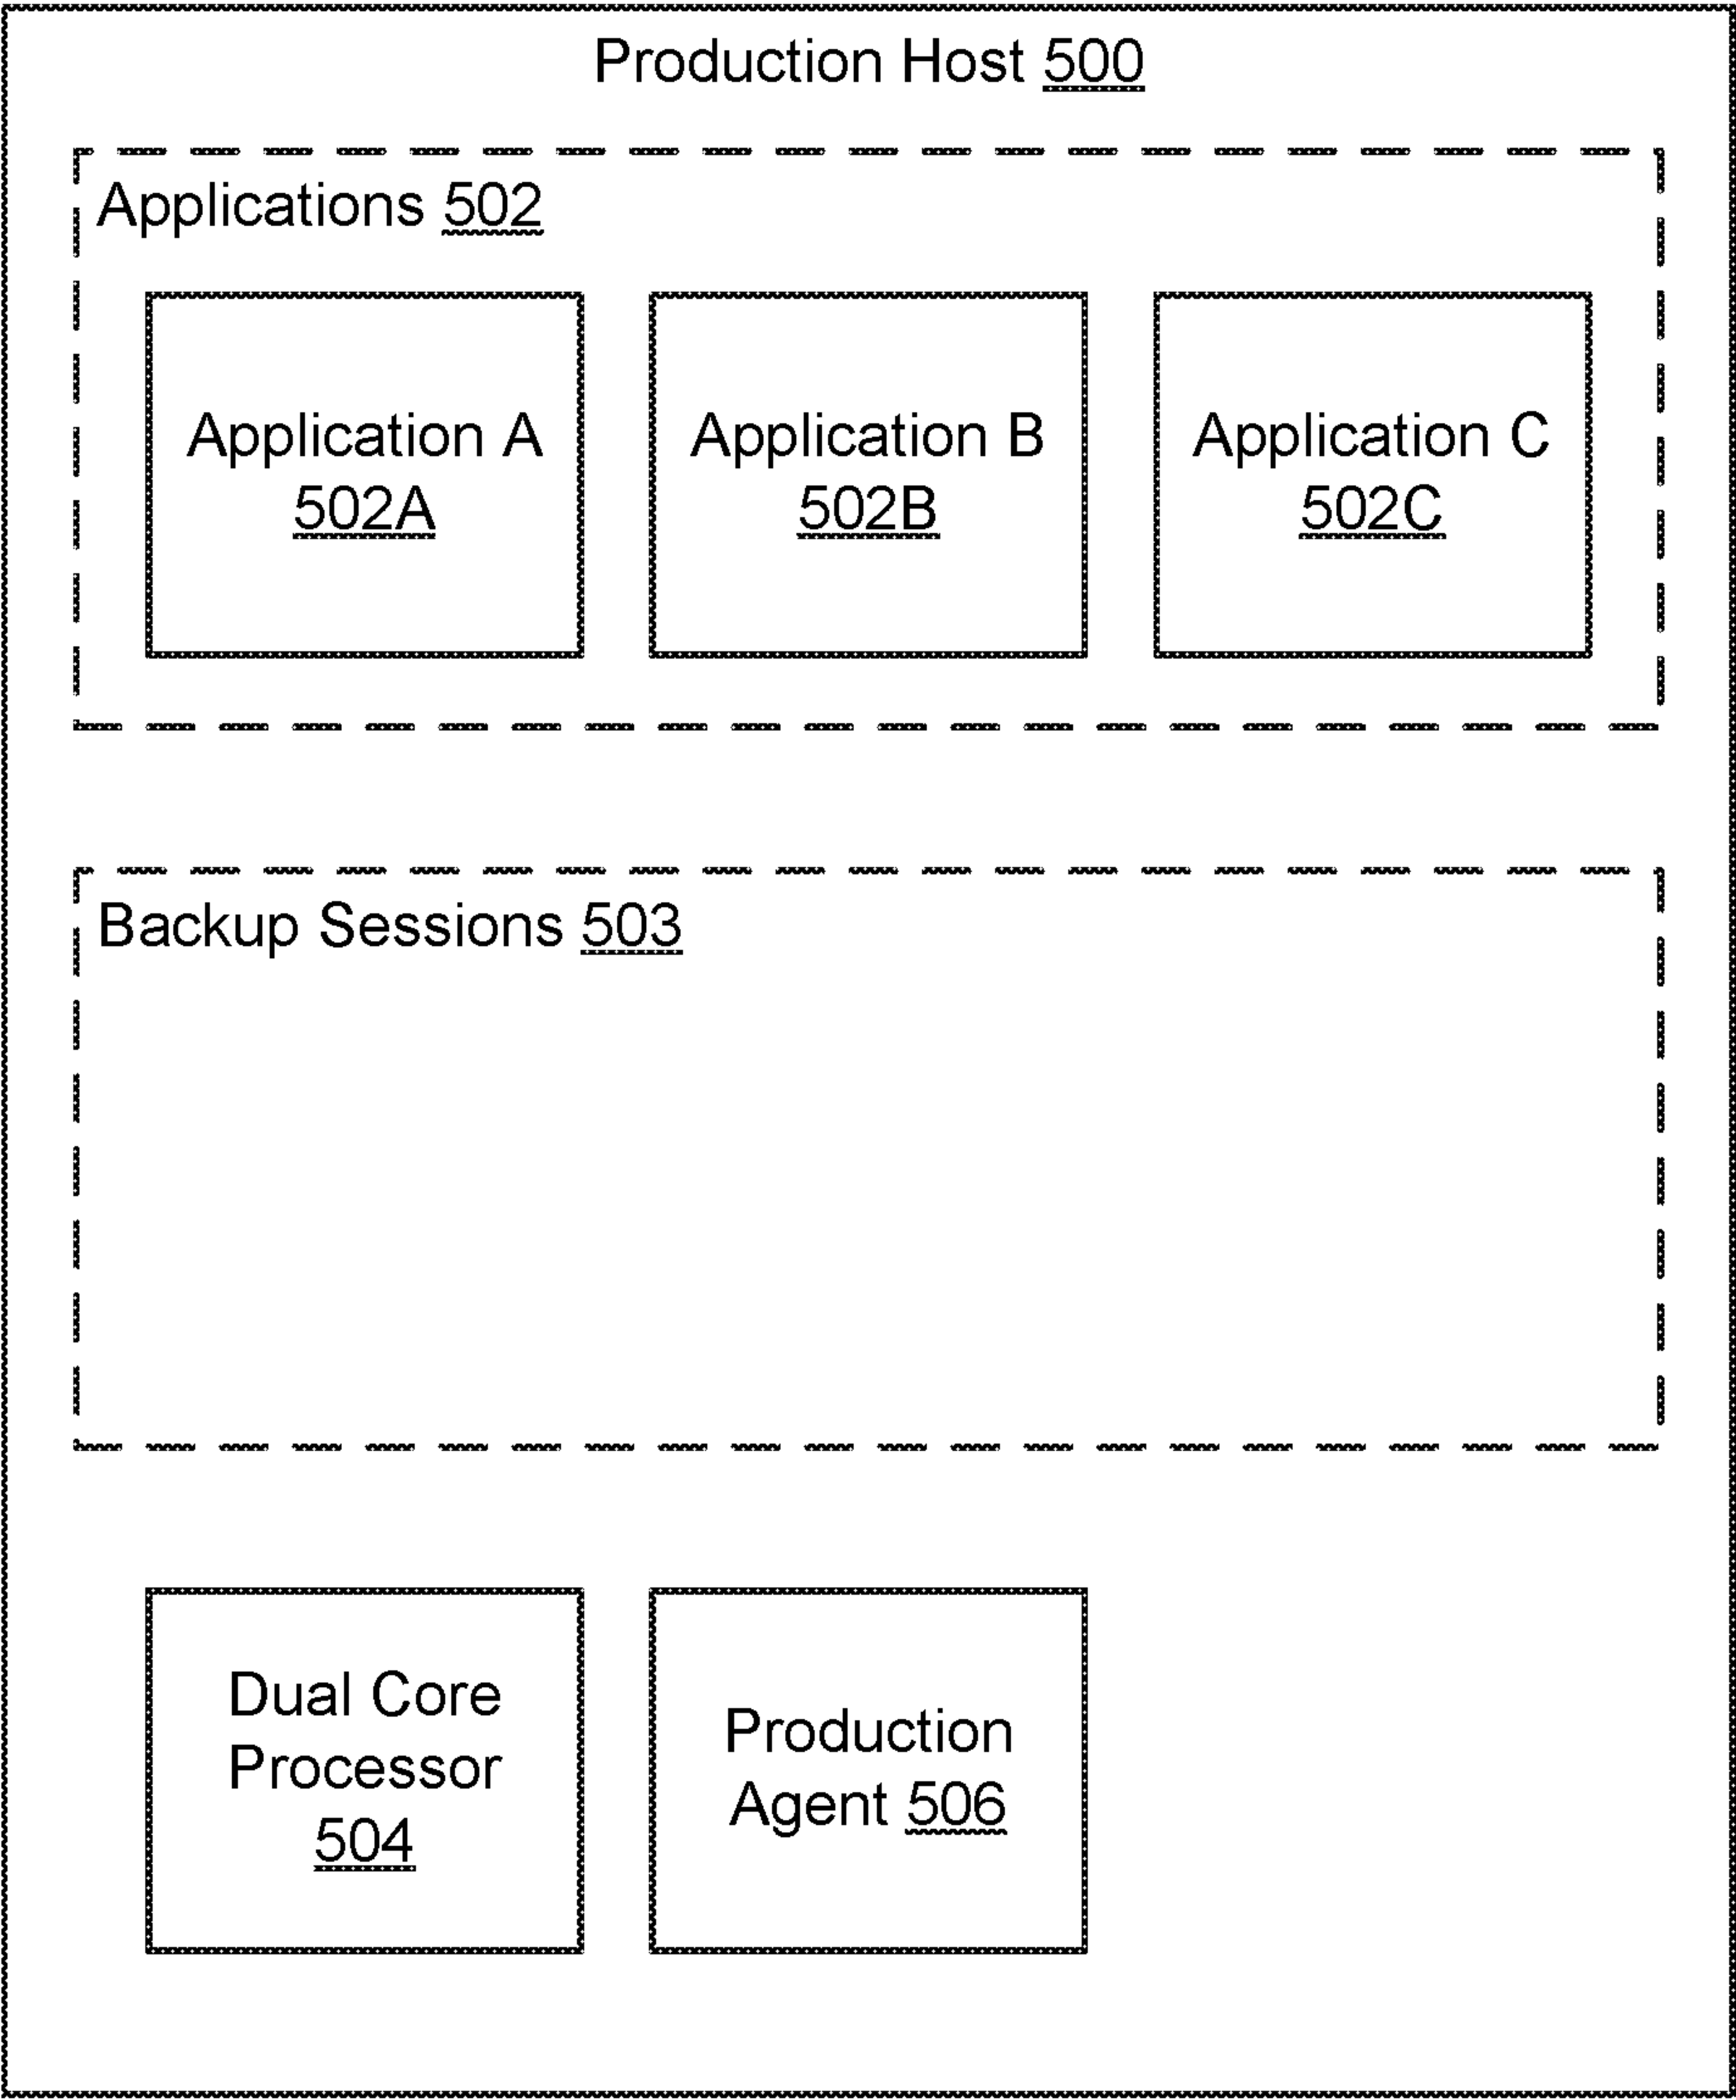 Production Host 500
Applications 502
Application A
502A
Application B
502B
Application C
502C
Backup Sessions 503
Dual Core
Processor
504
Production
Agent 506